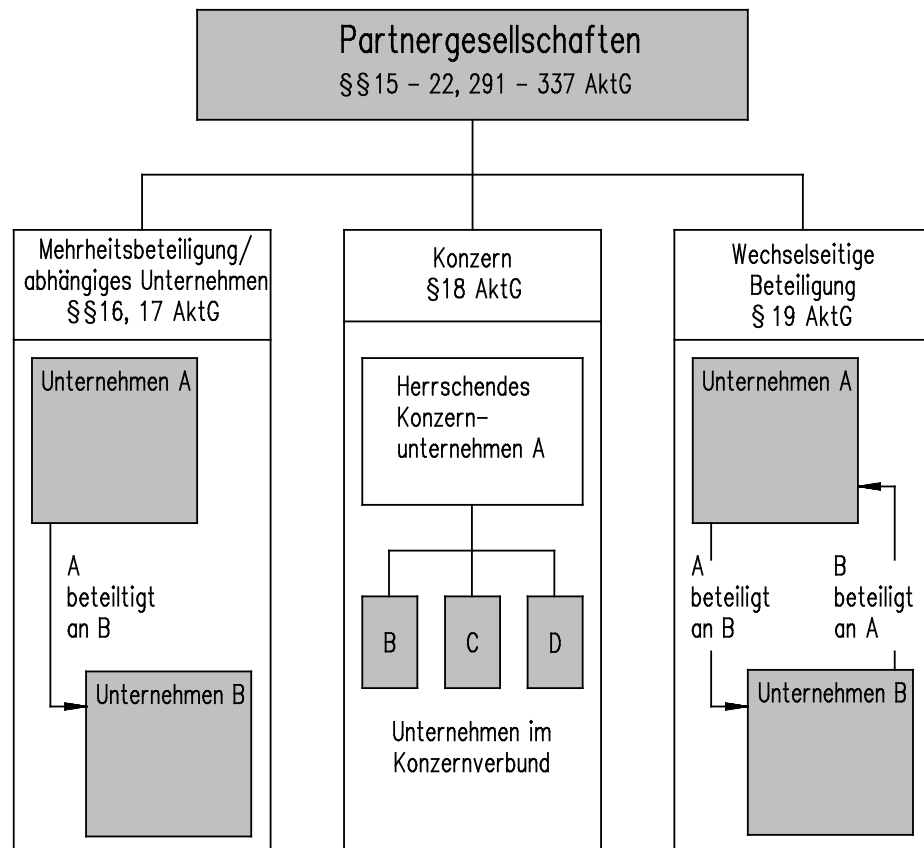 Partnergesellschaften
§§15 – 22, 291 – 337 AktG
Mehrheitsbeteiligung/
abhängiges Unternehmen
§§16, 17 AktG
Unternehmen A
A
beteiltigt
an B
Unternehmen B
Konzern
§18 AktG
Herrschendes
Konzern–
unternehmen A
B
C
D
Unternehmen im
Konzernverbund
Wechselseitige
Beteiligung
§ 19 AktG
Unternehmen A
A
beteiligt
an B
B
beteiligt
an A
Unternehmen B